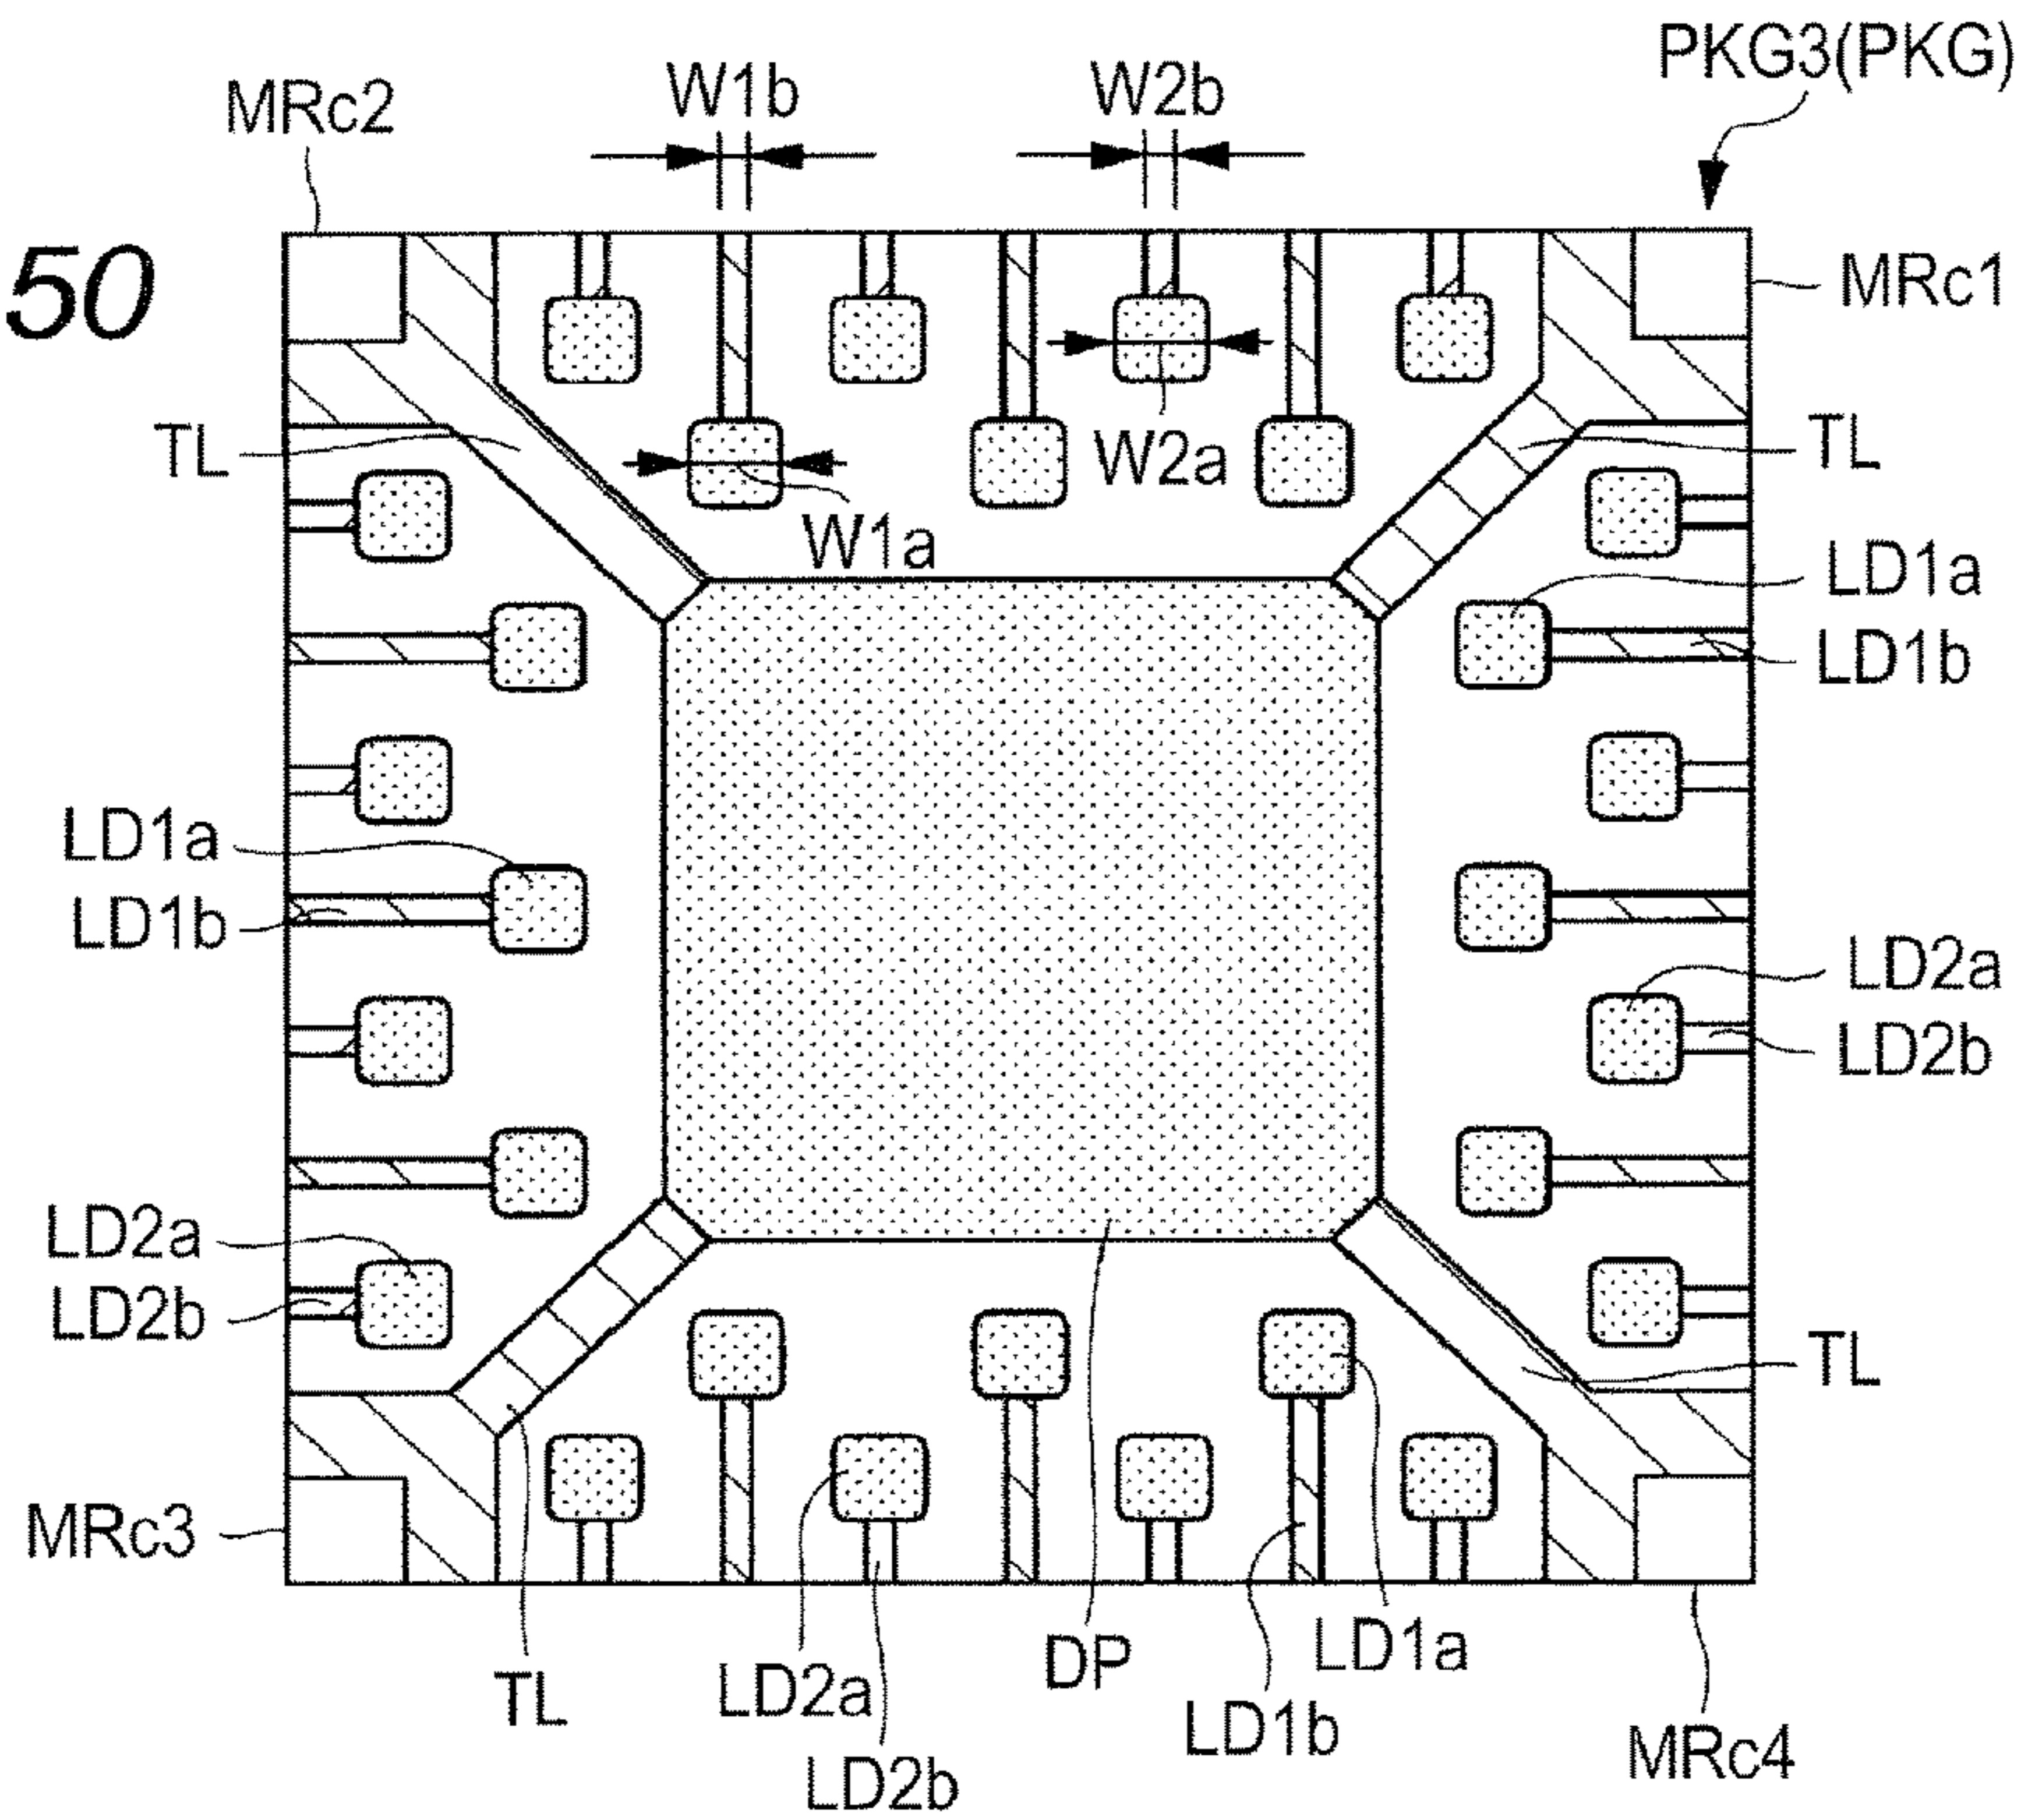 PKG3(PKG)
W1b
W2b
MRc2
50
MRc1
TL
W2a
TL
W1a
LD1a
LD1b
LD1a
LD1b
LD2a
LD2b
LD2a
LD2b
TL
MRc3
TL
LD2a
LD2b
DP
LD1a
LD1b
MRc4